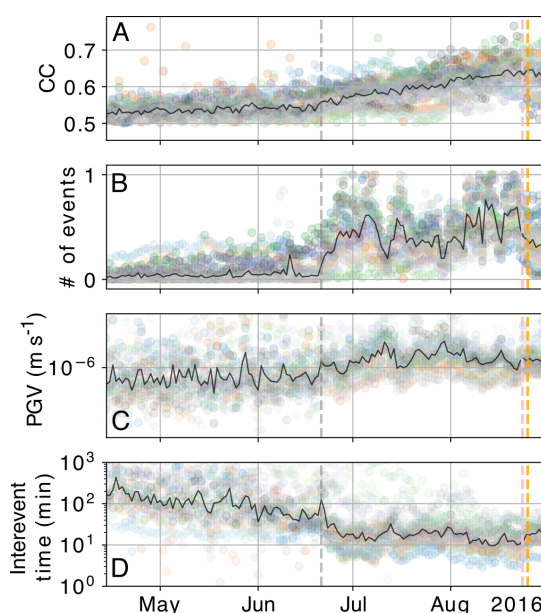 A
CC
0.7
0.6
0.5
B
# of events
1
0
C
PGV (m s⁻¹)
10⁻⁶
D
Interevent
time (min)
10³
10²
10¹
10⁰
May Jun Jul Aug 2016